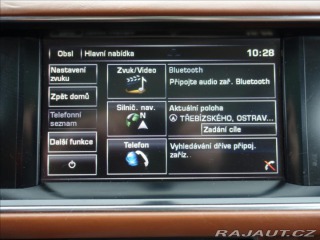 Obsl
Hlavní nabídka
10:28
Nastavení
zvuku
Zpět domů
Telefonní
seznam
Další funkce
Zvuk/Video
Silnič. nav.
N
Telefon
Bluetooth
Připojte audio zař. Bluetooth
Aktuální poloha
TŘEBÍZSKÉHO, OSTRAV...
Zadání cíle
Vyhledávání dříve připoj.
zaříz.
RAJAUT.CZ